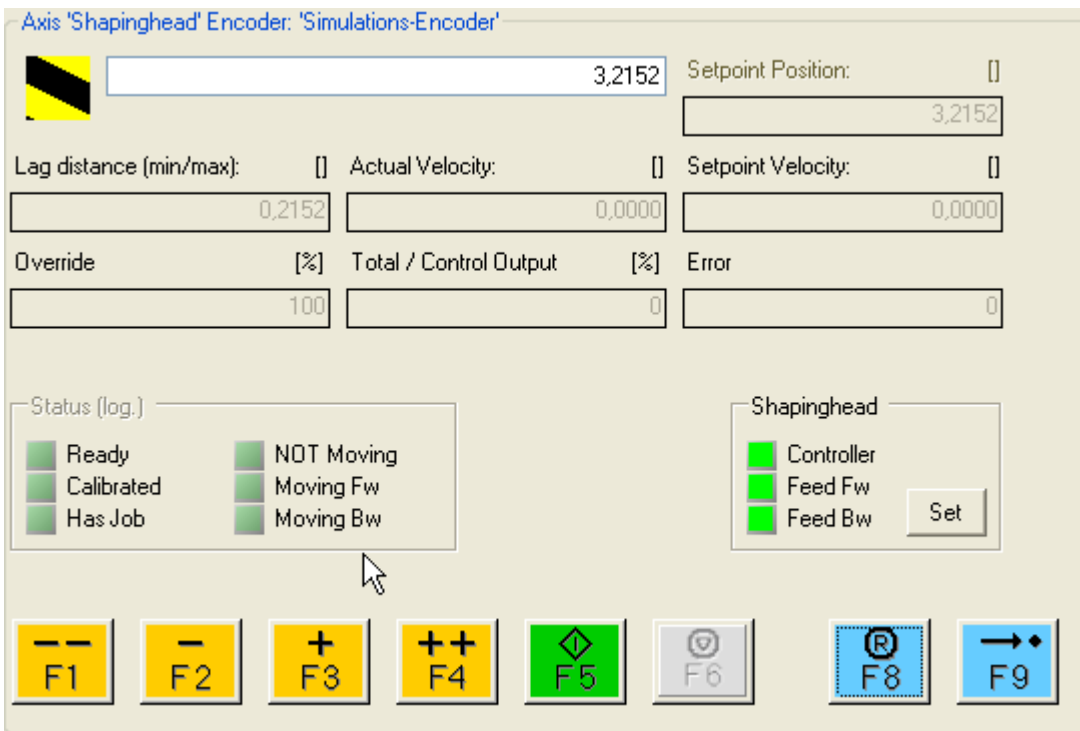 Axis 'Shapinghead' Encoder: 'Simulations-Encoder'
3,2152 Setpoint Position: []
3,2152
Lag distance (min/max): [] Actual Velocity: [] Setpoint Velocity: []
0,2152 0,0000 0,0000
Override [%] Total / Control Output [%] Error
100 0 0
Status (log.) Shapinghead
Ready NOT Moving Controller
Calibrated Moving Fw Feed Fw
Has Job Moving Bw Feed Bw Set
-- - + ++ R
F1 F2 F3 F4 F5 F6 F8 F9